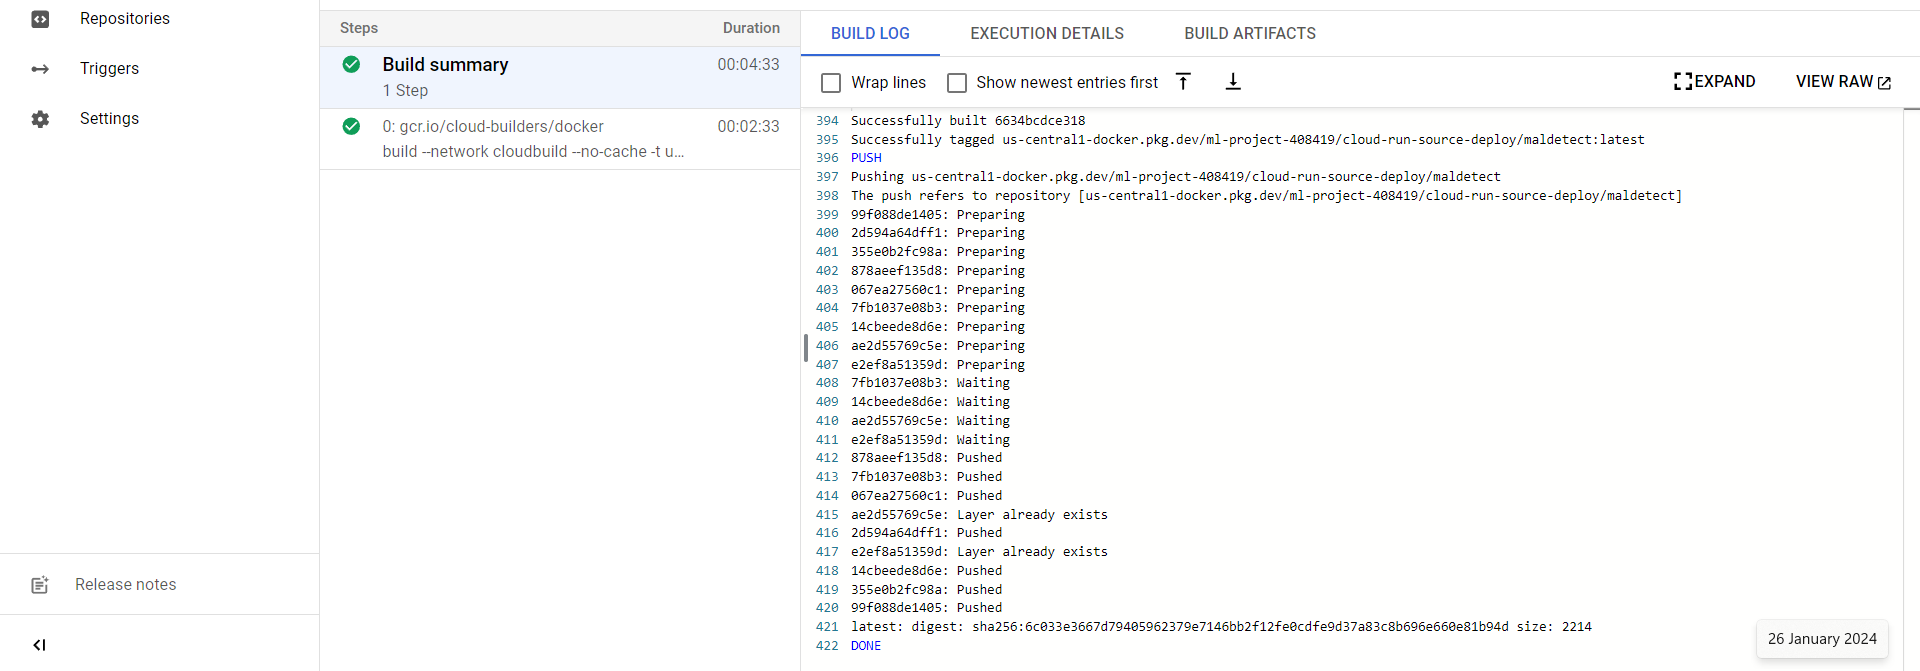 Repositories
Triggers
Settings
Release notes
Steps Duration
Build summary 00:04:33
1 Step
0: gcr.io/cloud-builders/docker 00:02:33
build --network cloudbuild --no-cache -t u...
BUILD LOG EXECUTION DETAILS BUILD ARTIFACTS
Wrap lines Show newest entries first EXPAND VIEW RAW
394 Successfully built 6634bcdce318
395 Successfully tagged us-central1-docker.pkg.dev/ml-project-408419/cloud-run-source-deploy/maldetect:latest
396 PUSH
397 Pushing us-central1-docker.pkg.dev/ml-project-408419/cloud-run-source-deploy/maldetect
398 The push refers to repository [us-central1-docker.pkg.dev/ml-project-408419/cloud-run-source-deploy/maldetect]
399 99f088de1405: Preparing
400 2d594a64dff1: Preparing
401 355e0b2fc98a: Preparing
402 878aeef135d8: Preparing
403 067ea27560c1: Preparing
404 7fb1037e08b3: Preparing
405 14cbeede8d6e: Preparing
406 ae2d55769c5e: Preparing
407 e2ef8a51359d: Preparing
408 7fb1037e08b3: Waiting
409 14cbeede8d6e: Waiting
410 ae2d55769c5e: Waiting
411 e2ef8a51359d: Waiting
412 878aeef135d8: Pushed
413 7fb1037e08b3: Pushed
414 067ea27560c1: Pushed
415 ae2d55769c5e: Layer already exists
416 2d594a64dff1: Pushed
417 e2ef8a51359d: Layer already exists
418 14cbeede8d6e: Pushed
419 355e0b2fc98a: Pushed
420 99f088de1405: Pushed
421 latest: digest: sha256:6c033e3667d79405962379e7146bb2f12fe0cdfe9d37a83c8b696e660e81b94d size: 2214
422 DONE
26 January 2024